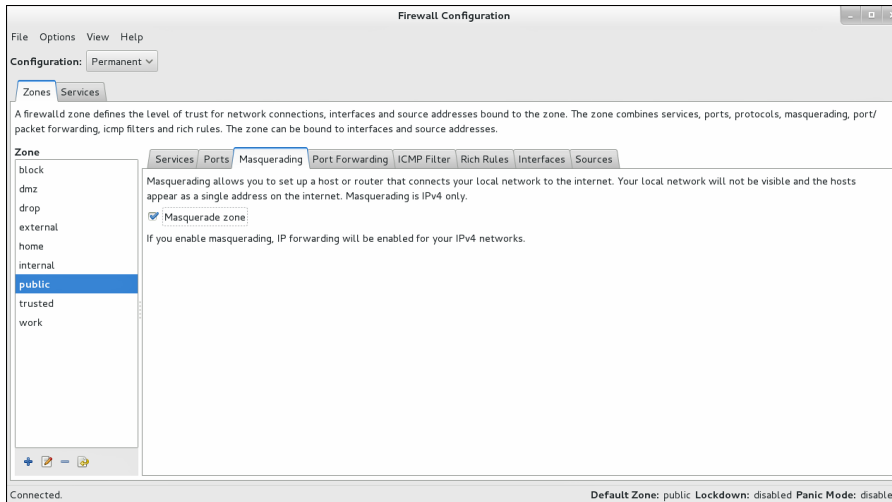 Firewall Configuration
File Options View Help
Configuration: Permanent
Zones Services
A firewalld zone defines the level of trust for network connections, interfaces and source addresses bound to the zone. The zone combines services, ports, protocols, masquerading, port/
packet forwarding, icmp filters and rich rules. The zone can be bound to interfaces and source addresses.
Zone
block
dmz
drop
external
home
internal
public
trusted
work
Services Ports Masquerading Port Forwarding ICMP Filter Rich Rules Interfaces Sources
Masquerading allows you to set up a host or router that connects your local network to the internet. Your local network will not be visible and the hosts
appear as a single address on the internet. Masquerading is IPv4 only.
Masquerade zone
If you enable masquerading, IP forwarding will be enabled for your IPv4 networks.
Connected.
Default Zone: public Lockdown: disabled Panic Mode: disable